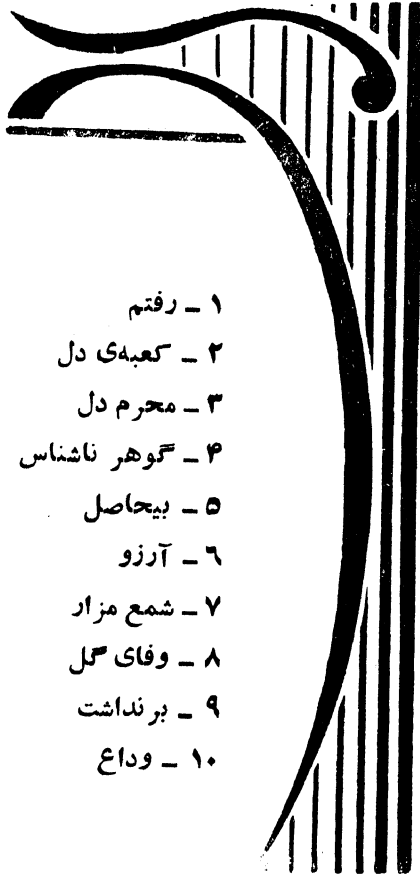 ۱ ـ رفتم
۲ ـ کعبه‌ی دل
۳ ـ محرم دل
۴ ـ گوهر ناشناس
۵ ـ بیحاصل
۶ ـ آرزو
۷ ـ شمع مزار
۸ ـ وفای گل
۹ ـ برنداشت
۱۰ ـ وداع